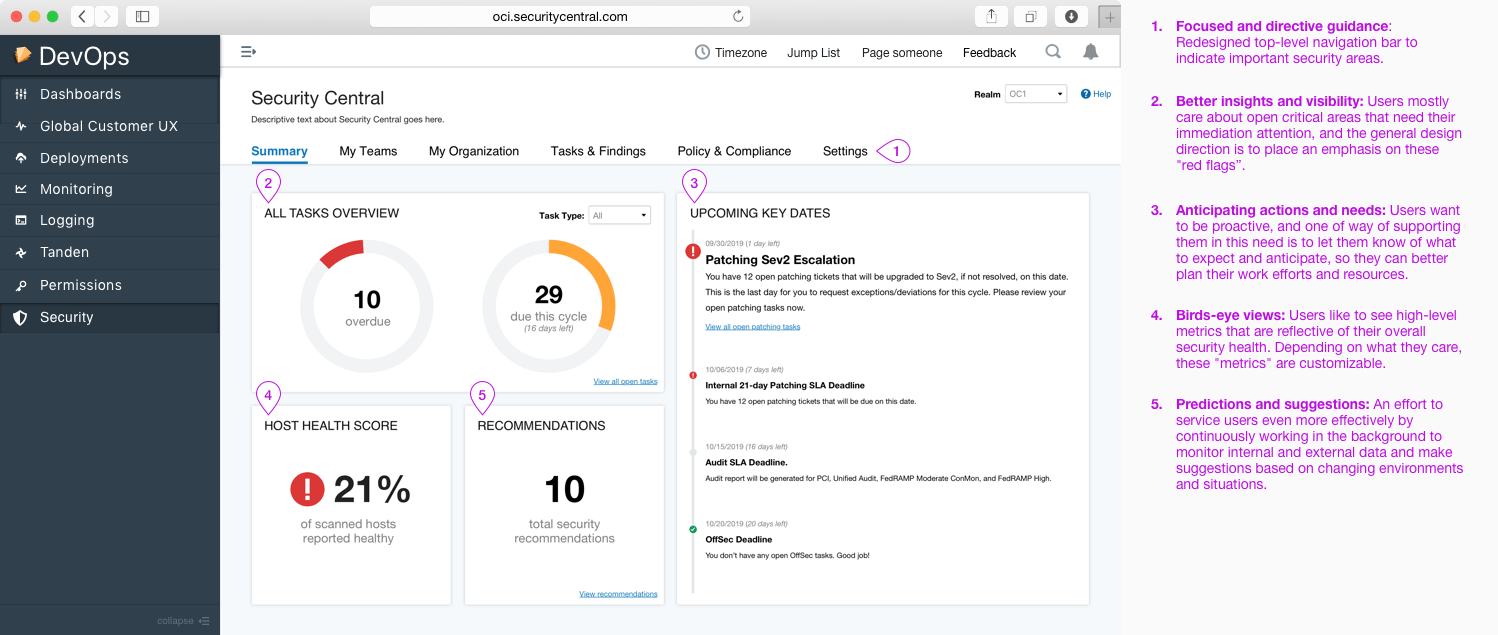 oci.securitycentral.com
DevOps
Dashboards
Global Customer UX
Deployments
Monitoring
Logging
Tanden
Permissions
Security
collapse
Timezone Jump List Page someone Feedback
Security Central
Descriptive text about Security Central goes here.
Realm OC1 Help
Summary My Teams My Organization Tasks & Findings Policy & Compliance Settings 1
2
ALL TASKS OVERVIEW
Task Type: All
10
overdue
29
due this cycle
(16 days left)
View all open tasks
3
UPCOMING KEY DATES
09/30/2019 (1 day left)
Patching Sev2 Escalation
You have 12 open patching tickets that will be upgraded to Sev2, if not resolved, on this date.
This is the last day for you to request exceptions/deviations for this cycle. Please review your
open patching tasks now.
View all open patching tasks
10/06/2019 (7 days left)
Internal 21-day Patching SLA Deadline
You have 12 open patching tickets that will be due on this date.
10/15/2019 (16 days left)
Audit SLA Deadline.
Audit report will be generated for PCI, Unified Audit, FedRAMP Moderate ConMon, and FedRAMP High.
10/20/2019 (20 days left)
OffSec Deadline
You don't have any open OffSec tasks. Good job!
4
HOST HEALTH SCORE
21%
of scanned hosts
reported healthy
5
RECOMMENDATIONS
10
total security
recommendations
View recommendations
1. Focused and directive guidance:
Redesigned top-level navigation bar to
indicate important security areas.
2. Better insights and visibility: Users mostly
care about open critical areas that need their
immediation attention, and the general design
direction is to place an emphasis on these
"red flags”.
3. Anticipating actions and needs: Users want
to be proactive, and one of way of supporting
them in this need is to let them know of what
to expect and anticipate, so they can better
plan their work efforts and resources.
4. Birds-eye views: Users like to see high-level
metrics that are reflective of their overall
security health. Depending on what they care,
these "metrics" are customizable.
5. Predictions and suggestions: An effort to
service users even more effectively by
continuously working in the background to
monitor internal and external data and make
suggestions based on changing environments
and situations.